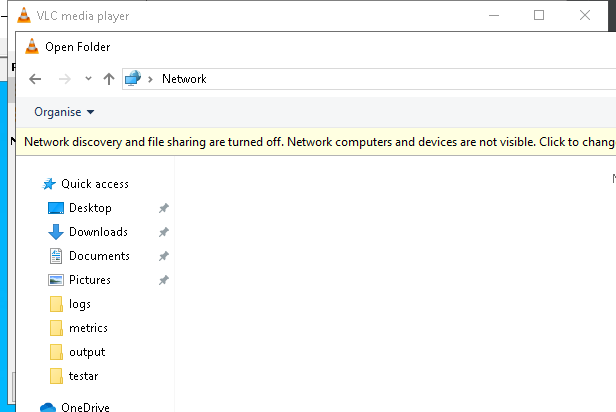 VLC media player
Open Folder
Network
Organise
Network discovery and file sharing are turned off. Network computers and devices are not visible. Click to chang
Quick access
Desktop
Downloads
Documents
Pictures
logs
metrics
output
testar
OneDrive